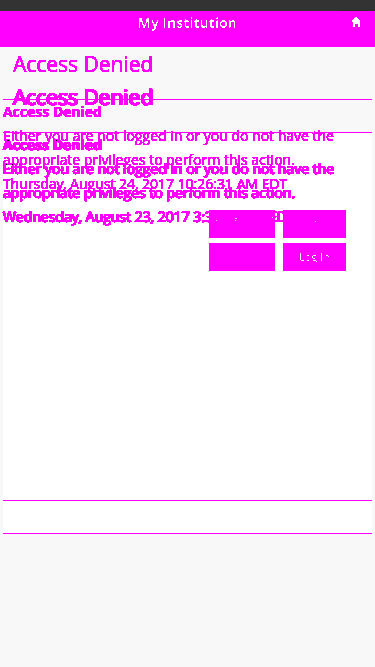 My Institution
Access Denied
Access Denied
Access Denied
Either you are not logged in or you do not have the
Access Denied
appropriate privileges to perform this action.
Either you are not logged in or you do not have the
Thursday, August 24, 2017 10:26:31 AM EDT
appropriate privileges to perform this action.
Wednesday, August 23, 2017 3:3
Log In